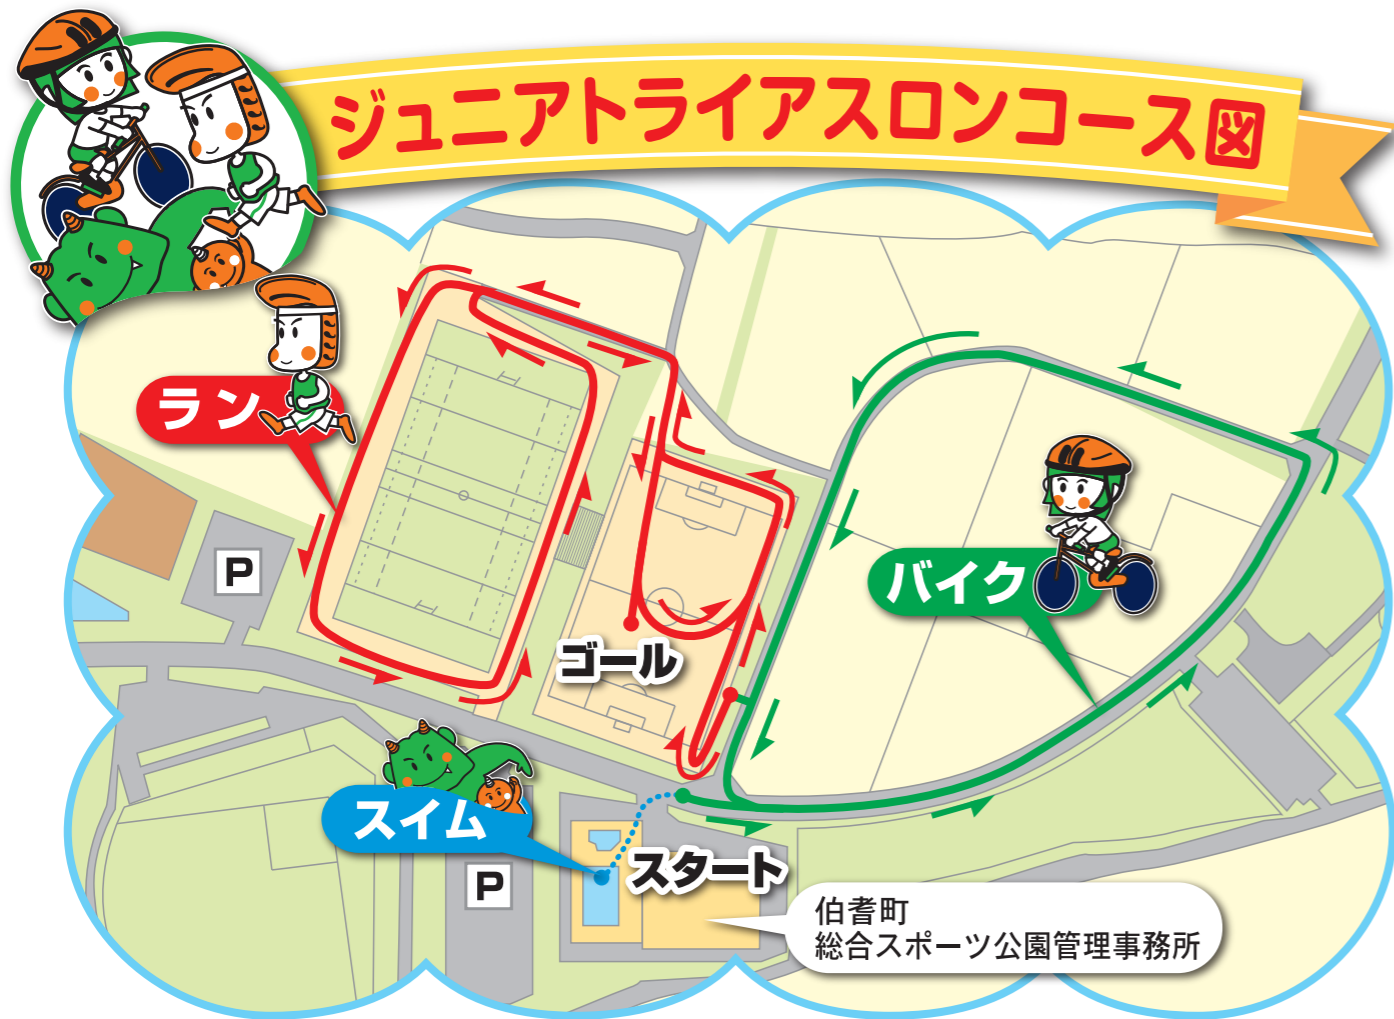 ジュニアトライアスロンコース図
ラン
P
バイク
ゴール
スイム
スタート
P
伯耆町
総合スポーツ公園管理事務所